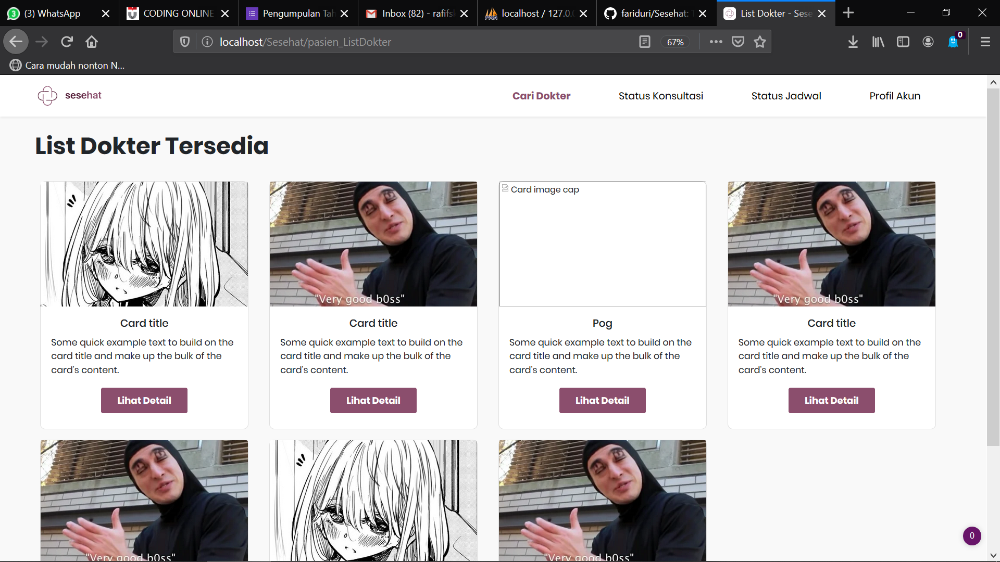 (3) WhatsApp
CODING ONLINE
Pengumpulan Tah
Inbox (82) - rafifsk
localhost / 127.0.0
fariduri/Sesehat: T
List Dokter - Sese
localhost/Sesehat/pasien_ListDokter
67%
0
Cara mudah nonton N...
sesehat
Cari Dokter
Status Konsultasi
Status Jadwal
Profil Akun
List Dokter Tersedia
"Very good b0ss"
Card image cap
"Very good b0ss"
Card title
Some quick example text to build on the
card title and make up the bulk of the
card's content.
Lihat Detail
Card title
Some quick example text to build on the
card title and make up the bulk of the
card's content.
Lihat Detail
Pog
Some quick example text to build on the
card title and make up the bulk of the
card's content.
Lihat Detail
Card title
Some quick example text to build on the
card title and make up the bulk of the
card's content.
Lihat Detail
"Very good b0ss"
"Very good b0ss"
0